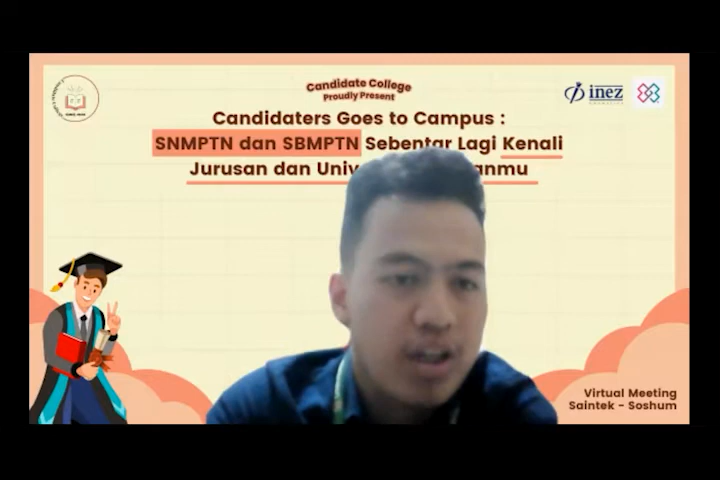 Candidate College
Proudly Present
inez
Candidaters Goes to Campus :
SNMPTN dan SBMPTN Sebentar Lagi Kenali
Jurusan dan
Virtual Meeting
Saintek - Soshum